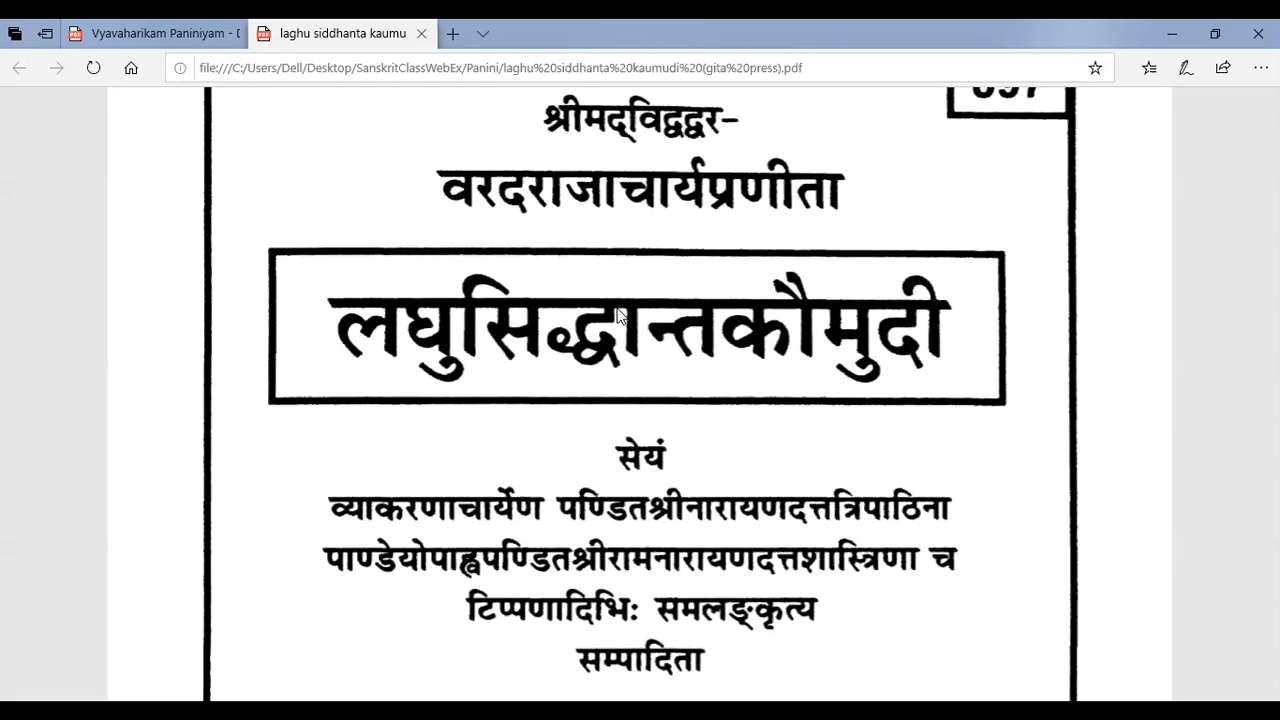 Vyavaharikam Paniniyam - D
laghu siddhanta kaumu
file:///C:/Users/Dell/Desktop/SanskritClassWebEx/Panini/laghu%20siddhanta%20kaumudi%20(gita%20press).pdf
श्रीमद्विद्वद्वर-
वरदराजाचार्यप्रणीता
लघुसिद्धान्तकौमुदी
सेयं
व्याकरणाचार्येण पण्डितश्रीनारायणदत्तत्रिपाठिना
पाण्डेयोपाह्वपण्डितश्रीरामनारायणदत्तशास्त्रिणा च
टिप्पणादिभिः समलङ्कृत्य
सम्पादिता